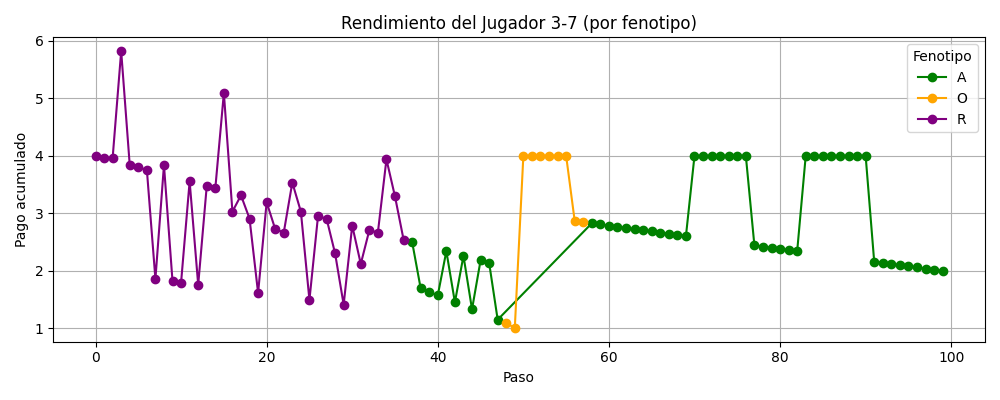 Rendimiento del Jugador 3-7 (por fenotipo)
Pago acumulado
6
5
4
3
2
1
0
20
40
60
80
100
Paso
Fenotipo
A
O
R